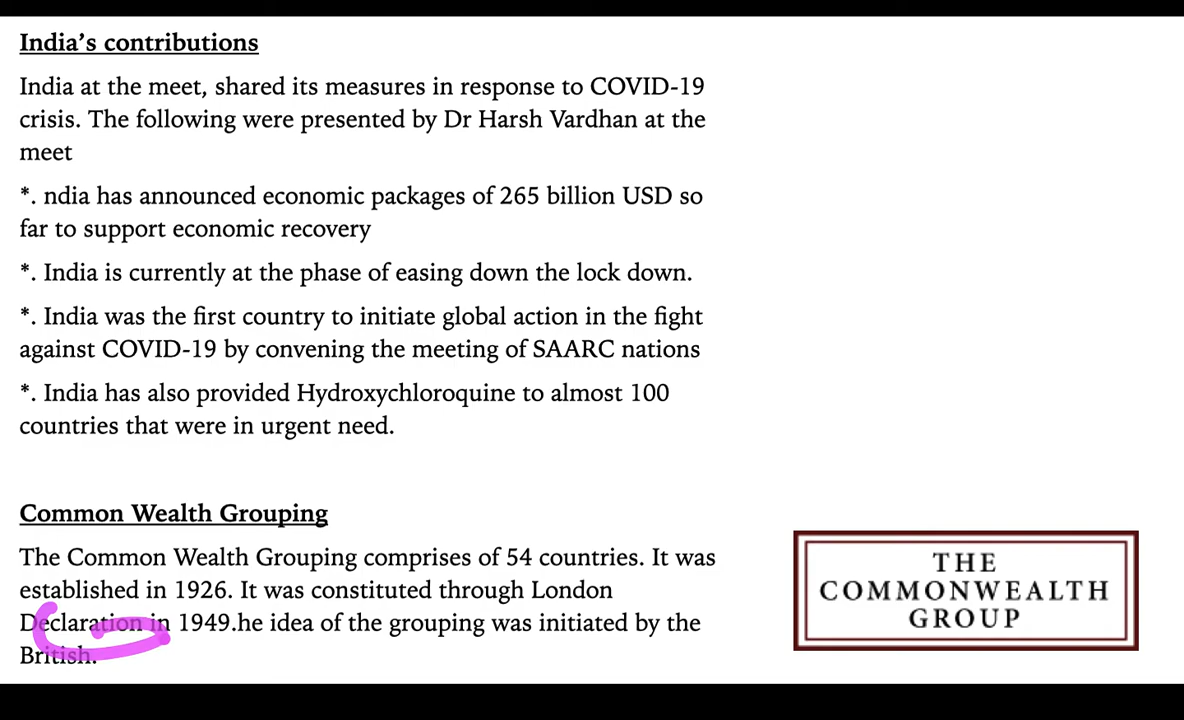 India's contributions
India at the meet, shared its measures in response to COVID-19
crisis. The following were presented by Dr Harsh Vardhan at the
meet
*. ndia has announced economic packages of 265 billion USD so
far to support economic recovery
*. India is currently at the phase of easing down the lock down.
*. India was the first country to initiate global action in the fight
against COVID-19 by convening the meeting of SAARC nations
*. India has also provided Hydroxychloroquine to almost 100
countries that were in urgent need.
Common Wealth Grouping
The Common Wealth Grouping comprises of 54 countries. It was
established in 1926. It was constituted through London
Declaration in 1949.he idea of the grouping was initiated by the
British.
THE
COMMONWEALTH
GROUP